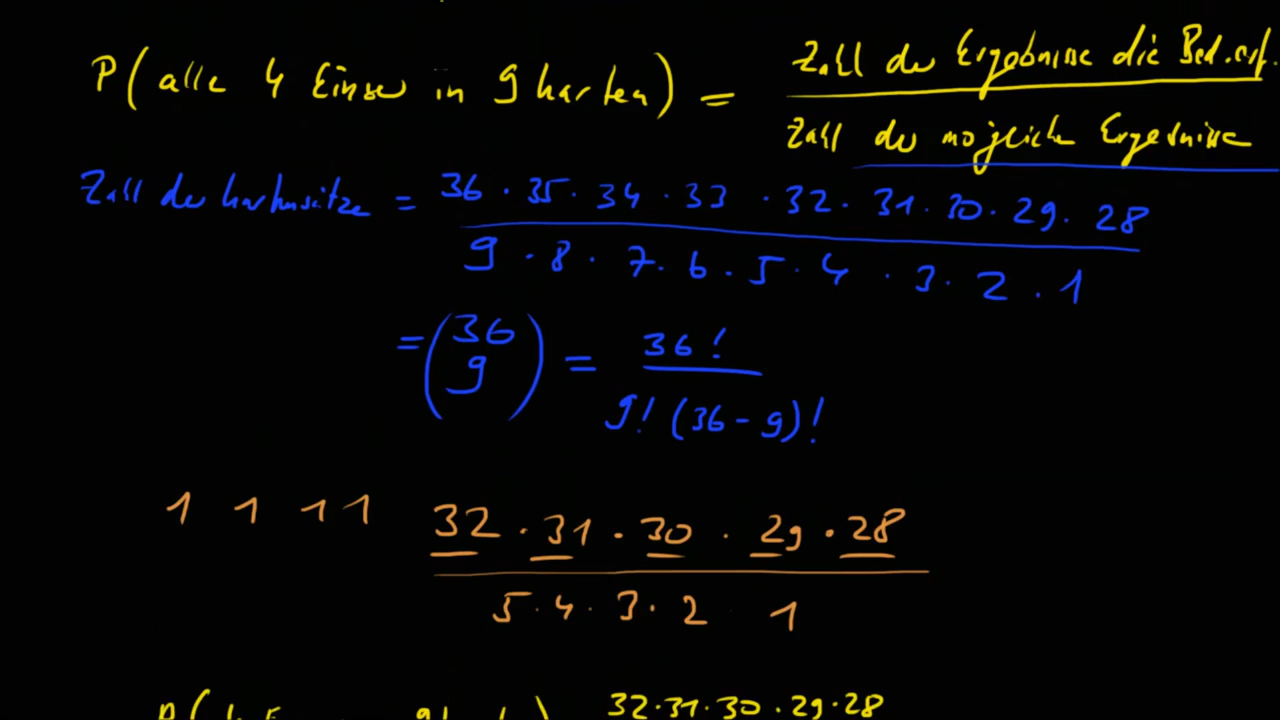 P(alle 4 Einser in 9 Karten) = Zahl der Ergebnisse die Bed. erf.
Zahl der mögliche Ergebnisse
Zahl der Kartensätze = 36 · 35 · 34 · 33 · 32 · 31 · 30 · 29 · 28
9 · 8 · 7 · 6 · 5 · 4 · 3 · 2 · 1
= (36 9) = 36!
9! (36 - 9)!
1 1 1 1 32 · 31 · 30 · 29 · 28
5 · 4 · 3 · 2 1
32·31·30·29·28